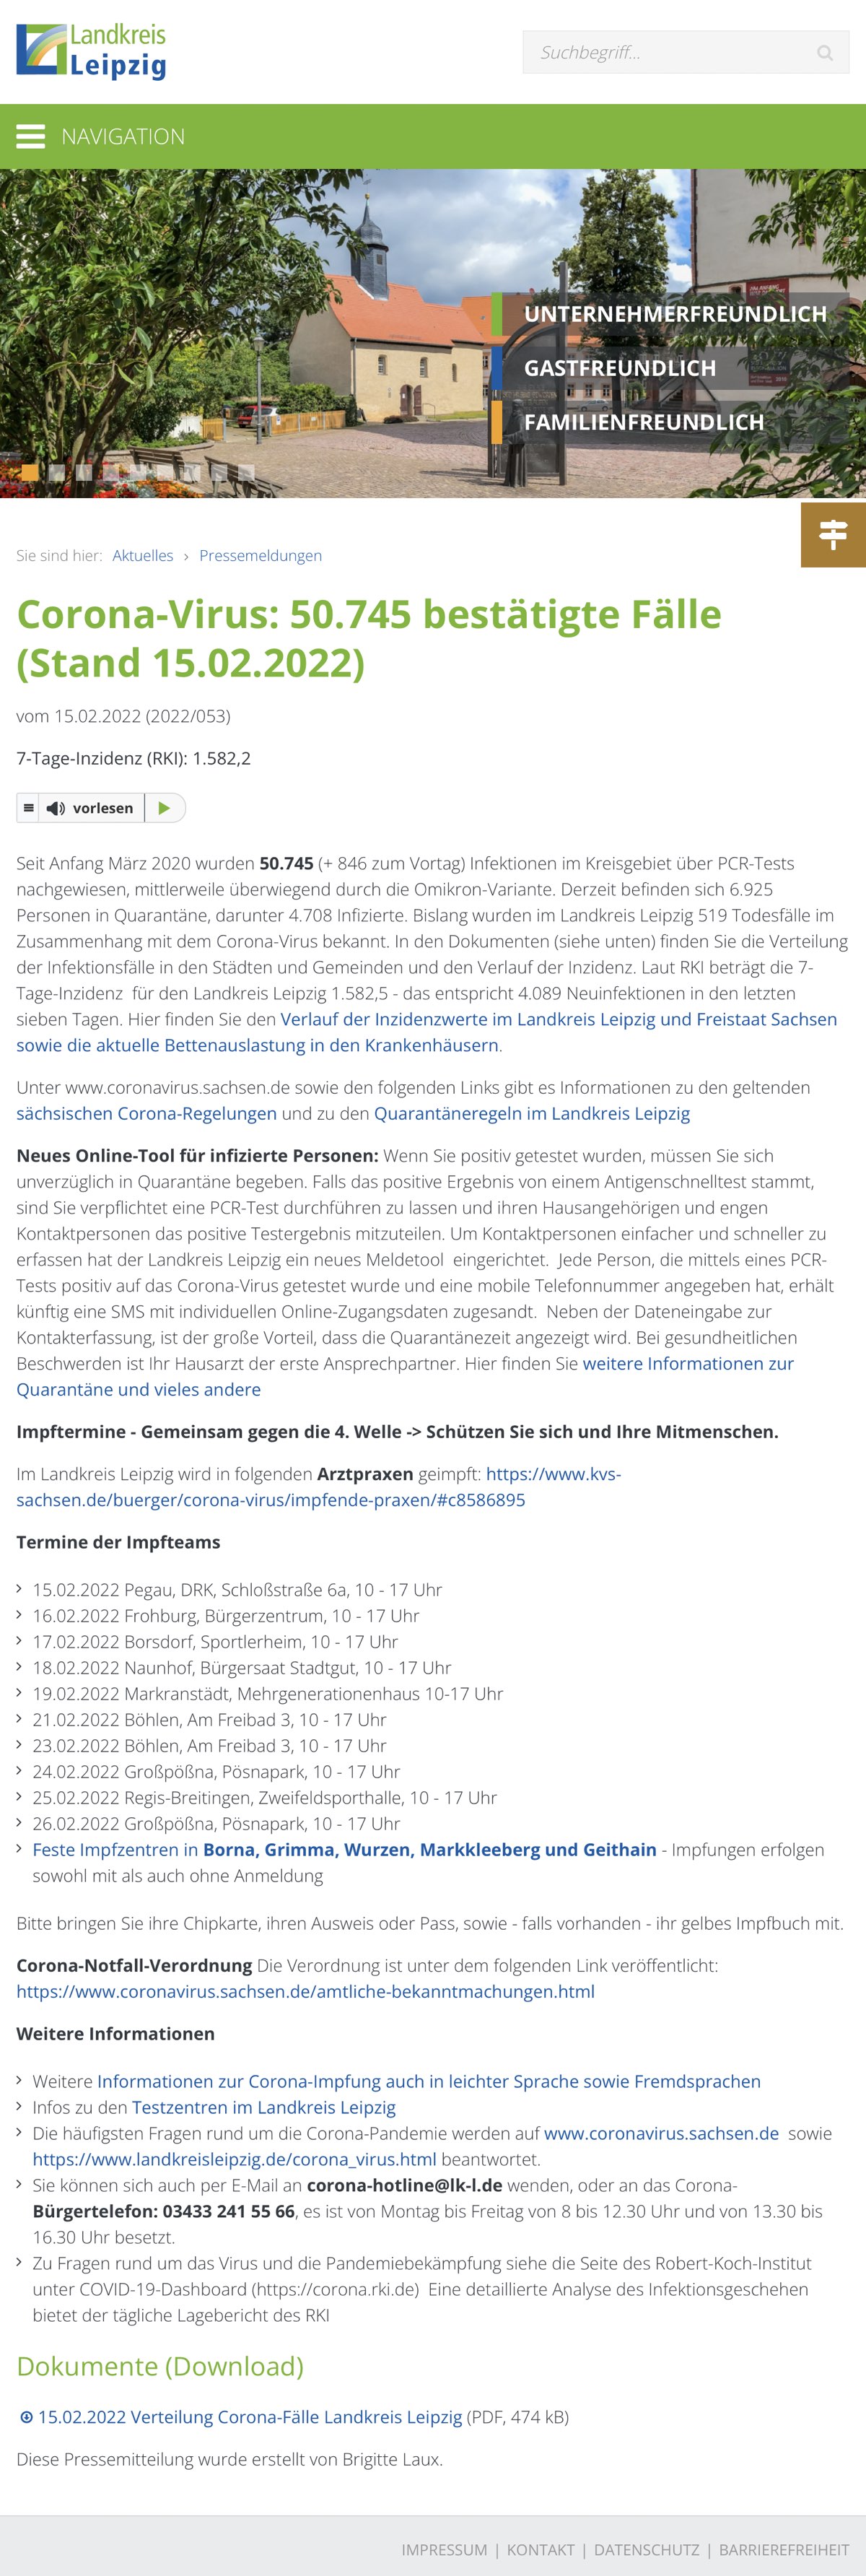 Landkreis
Leipzig
Suchbegriff...
NAVIGATION
UNTERNEHMERFREUNDLICH
GASTFREUNDLICH
FAMILIENFREUNDLICH
Sie sind hier: Aktuelles › Pressemeldungen
Corona-Virus: 50.745 bestätigte Fälle
(Stand 15.02.2022)
vom 15.02.2022 (2022/053)
7-Tage-Inzidenz (RKI): 1.582,2
vorlesen
Seit Anfang März 2020 wurden 50.745 (+ 846 zum Vortag) Infektionen im Kreisgebiet über PCR-Tests
nachgewiesen, mittlerweile überwiegend durch die Omikron-Variante. Derzeit befinden sich 6.925
Personen in Quarantäne, darunter 4.708 Infizierte. Bislang wurden im Landkreis Leipzig 519 Todesfälle im
Zusammenhang mit dem Corona-Virus bekannt. In den Dokumenten (siehe unten) finden Sie die Verteilung
der Infektionsfälle in den Städten und Gemeinden und den Verlauf der Inzidenz. Laut RKI beträgt die 7-
Tage-Inzidenz  für den Landkreis Leipzig 1.582,5 - das entspricht 4.089 Neuinfektionen in den letzten
sieben Tagen. Hier finden Sie den Verlauf der Inzidenzwerte im Landkreis Leipzig und Freistaat Sachsen
sowie die aktuelle Bettenauslastung in den Krankenhäusern.
Unter www.coronavirus.sachsen.de sowie den folgenden Links gibt es Informationen zu den geltenden
sächsischen Corona-Regelungen und zu den Quarantäneregeln im Landkreis Leipzig
Neues Online-Tool für infizierte Personen: Wenn Sie positiv getestet wurden, müssen Sie sich
unverzüglich in Quarantäne begeben. Falls das positive Ergebnis von einem Antigenschnelltest stammt,
sind Sie verpflichtet eine PCR-Test durchführen zu lassen und ihren Hausangehörigen und engen
Kontaktpersonen das positive Testergebnis mitzuteilen. Um Kontaktpersonen einfacher und schneller zu
erfassen hat der Landkreis Leipzig ein neues Meldetool  eingerichtet.  Jede Person, die mittels eines PCR-
Tests positiv auf das Corona-Virus getestet wurde und eine mobile Telefonnummer angegeben hat, erhält
künftig eine SMS mit individuellen Online-Zugangsdaten zugesandt.  Neben der Dateneingabe zur
Kontakterfassung, ist der große Vorteil, dass die Quarantänezeit angezeigt wird. Bei gesundheitlichen
Beschwerden ist Ihr Hausarzt der erste Ansprechpartner. Hier finden Sie weitere Informationen zur
Quarantäne und vieles andere
Impftermine - Gemeinsam gegen die 4. Welle -> Schützen Sie sich und Ihre Mitmenschen.
Im Landkreis Leipzig wird in folgenden Arztpraxen geimpft: https://www.kvs-
sachsen.de/buerger/corona-virus/impfende-praxen/#c8586895
Termine der Impfteams
› 15.02.2022 Pegau, DRK, Schloßstraße 6a, 10 - 17 Uhr
› 16.02.2022 Frohburg, Bürgerzentrum, 10 - 17 Uhr
› 17.02.2022 Borsdorf, Sportlerheim, 10 - 17 Uhr
› 18.02.2022 Naunhof, Bürgersaat Stadtgut, 10 - 17 Uhr
› 19.02.2022 Markranstädt, Mehrgenerationenhaus 10-17 Uhr
› 21.02.2022 Böhlen, Am Freibad 3, 10 - 17 Uhr
› 23.02.2022 Böhlen, Am Freibad 3, 10 - 17 Uhr
› 24.02.2022 Großpößna, Pösnapark, 10 - 17 Uhr
› 25.02.2022 Regis-Breitingen, Zweifeldsporthalle, 10 - 17 Uhr
› 26.02.2022 Großpößna, Pösnapark, 10 - 17 Uhr
› Feste Impfzentren in Borna, Grimma, Wurzen, Markkleeberg und Geithain - Impfungen erfolgen
sowohl mit als auch ohne Anmeldung
Bitte bringen Sie ihre Chipkarte, ihren Ausweis oder Pass, sowie - falls vorhanden - ihr gelbes Impfbuch mit.
Corona-Notfall-Verordnung Die Verordnung ist unter dem folgenden Link veröffentlicht:
https://www.coronavirus.sachsen.de/amtliche-bekanntmachungen.html
Weitere Informationen
› Weitere Informationen zur Corona-Impfung auch in leichter Sprache sowie Fremdsprachen
› Infos zu den Testzentren im Landkreis Leipzig
› Die häufigsten Fragen rund um die Corona-Pandemie werden auf www.coronavirus.sachsen.de  sowie
https://www.landkreisleipzig.de/corona_virus.html beantwortet.
› Sie können sich auch per E-Mail an corona-hotline@lk-l.de wenden, oder an das Corona-
Bürgertelefon: 03433 241 55 66, es ist von Montag bis Freitag von 8 bis 12.30 Uhr und von 13.30 bis
16.30 Uhr besetzt.
› Zu Fragen rund um das Virus und die Pandemiebekämpfung siehe die Seite des Robert-Koch-Institut
unter COVID-19-Dashboard (https://corona.rki.de)  Eine detaillierte Analyse des Infektionsgeschehen
bietet der tägliche Lagebericht des RKI
Dokumente (Download)
15.02.2022 Verteilung Corona-Fälle Landkreis Leipzig (PDF, 474 kB)
Diese Pressemitteilung wurde erstellt von Brigitte Laux.
IMPRESSUM | KONTAKT | DATENSCHUTZ | BARRIEREFREIHEIT